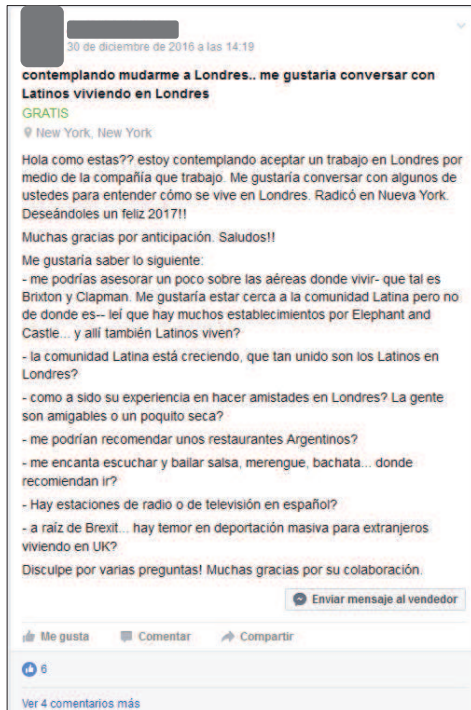 30 de diciembre de 2016 a las 14:19
contemplando mudarme a Londres.. me gustaria conversar con
Latinos viviendo en Londres
GRATIS
New York, New York
Hola como estas?? estoy contemplando aceptar un trabajo en Londres por
medio de la compañía que trabajo. Me gustaría conversar con algunos de
ustedes para entender cómo se vive en Londres. Radicó en Nueva York.
Deseándoles un feliz 2017!!
Muchas gracias por anticipación. Saludos!!
Me gustaría saber lo siguiente:
- me podrías asesorar un poco sobre las aéreas donde vivir- que tal es
Brixton y Clapman. Me gustaría estar cerca a la comunidad Latina pero no
de donde es-- leí que hay muchos establecimientos por Elephant and
Castle... y allí también Latinos viven?
- la comunidad Latina está creciendo, que tan unido son los Latinos en
Londres?
- como a sido su experiencia en hacer amistades en Londres? La gente
son amigables o un poquito seca?
- me podrían recomendar unos restaurantes Argentinos?
- me encanta escuchar y bailar salsa, merengue, bachata... donde
recomiendan ir?
- Hay estaciones de radio o de televisión en español?
- a raíz de Brexit... hay temor en deportación masiva para extranjeros
viviendo en UK?
Disculpe por varias preguntas! Muchas gracias por su colaboración.
Enviar mensaje al vendedor
Me gusta Comentar Compartir
6
Ver 4 comentarios más